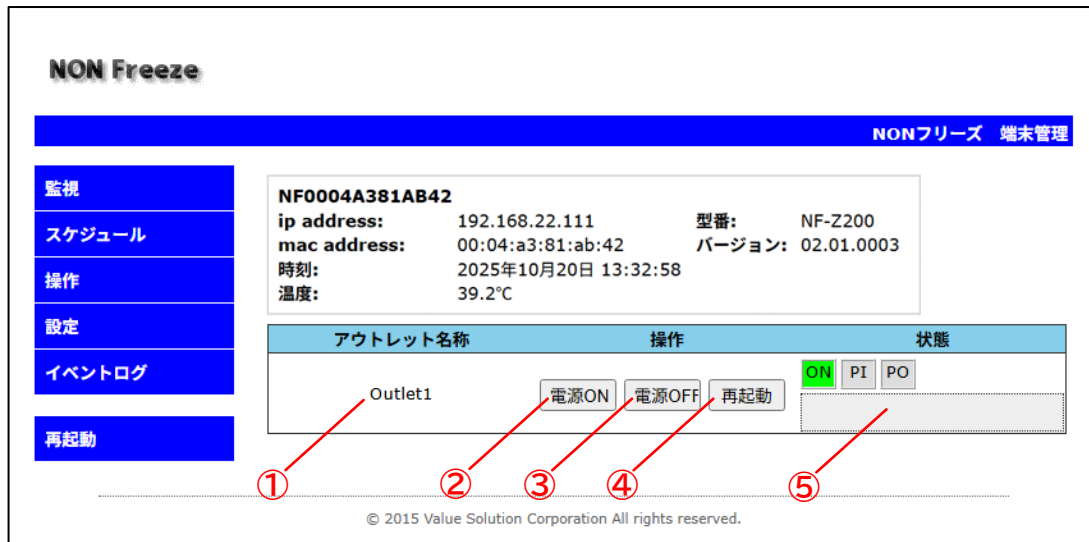 NON Freeze
NONフリーズ 端末管理
監視
スケジュール
操作
設定
イベントログ
再起動
NF0004A381AB42
ip address: 192.168.22.111 型番: NF-Z200
mac address: 00:04:a3:81:ab:42 バージョン: 02.01.0003
時刻: 2025年10月20日 13:32:58
温度: 39.2℃
アウトレット名称 操作 状態
ON PI PO
Outlet1 電源ON 電源OFF 再起動
① ② ③ ④ ⑤
© 2015 Value Solution Corporation All rights reserved.